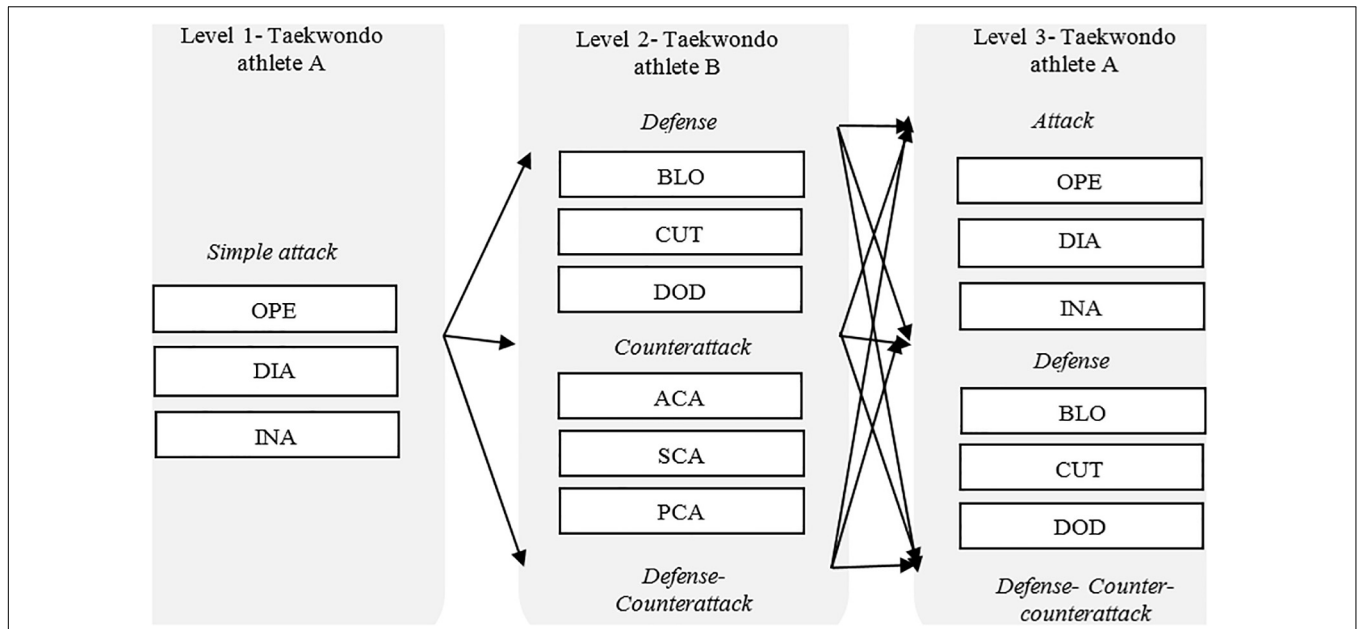 Level 1- Taekwondo
athlete A
Simple attack
OPE
DIA
INA
Level 2- Taekwondo
athlete B
Defense
BLO
CUT
DOD
Counterattack
ACA
SCA
PCA
Defense-
Counterattack
Level 3- Taekwondo
athlete A
Attack
OPE
DIA
INA
Defense
BLO
CUT
DOD
Defense- Counter-
counterattack